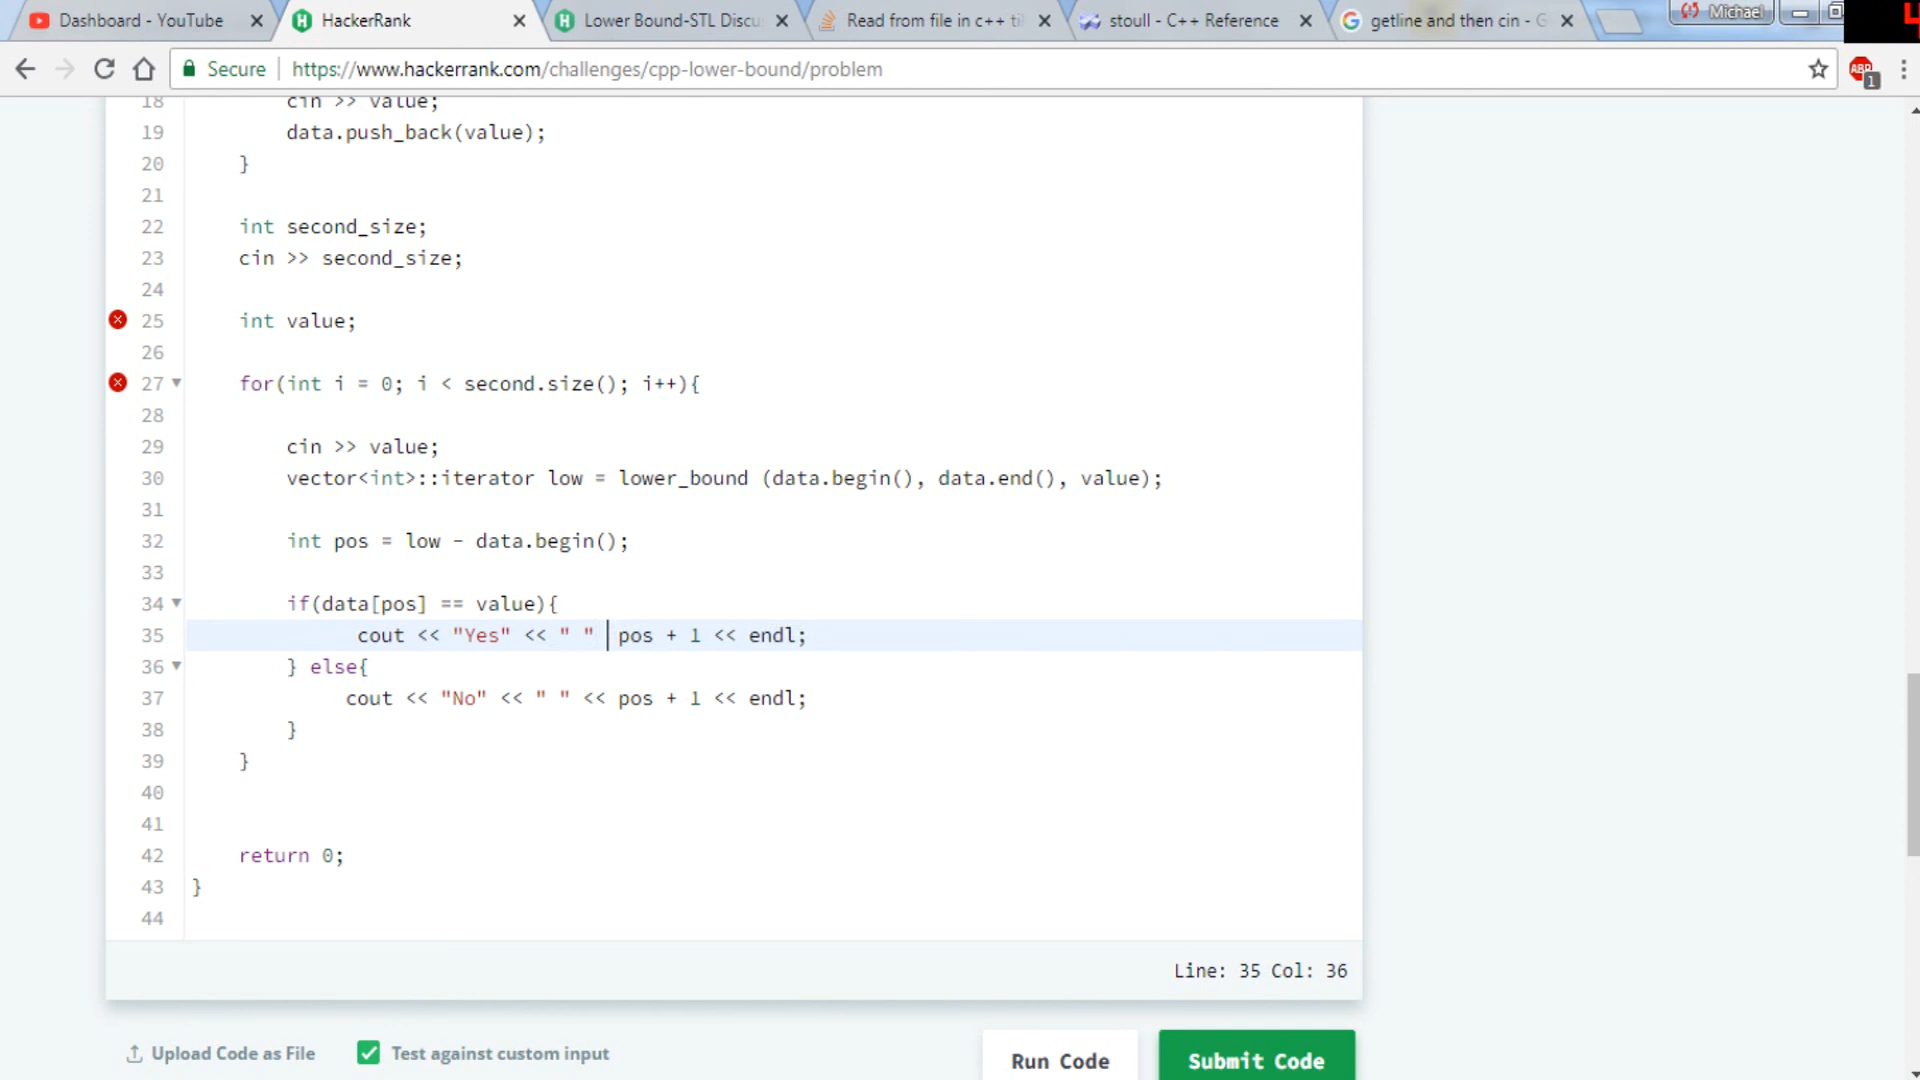 Dashboard - YouTube
HackerRank
Lower Bound-STL Discu
Read from file in c++ til
stoull - C++ Reference
getline and then cin - G
Michael
4
Secure
https://www.hackerrank.com/challenges/cpp-lower-bound/problem
ABP
1
18 cin >> value;
19 data.push_back(value);
20 }
21
22 int second_size;
23 cin >> second_size;
24
25 int value;
26
27 for(int i = 0; i < second.size(); i++){
28
29 cin >> value;
30 vector<int>::iterator low = lower_bound (data.begin(), data.end(), value);
31
32 int pos = low - data.begin();
33
34 if(data[pos] == value){
35 cout << "Yes" << " " pos + 1 << endl;
36 } else{
37 cout << "No" << " " << pos + 1 << endl;
38 }
39 }
40
41
42 return 0;
43 }
44
Line: 35 Col: 36
Upload Code as File
Test against custom input
Run Code
Submit Code